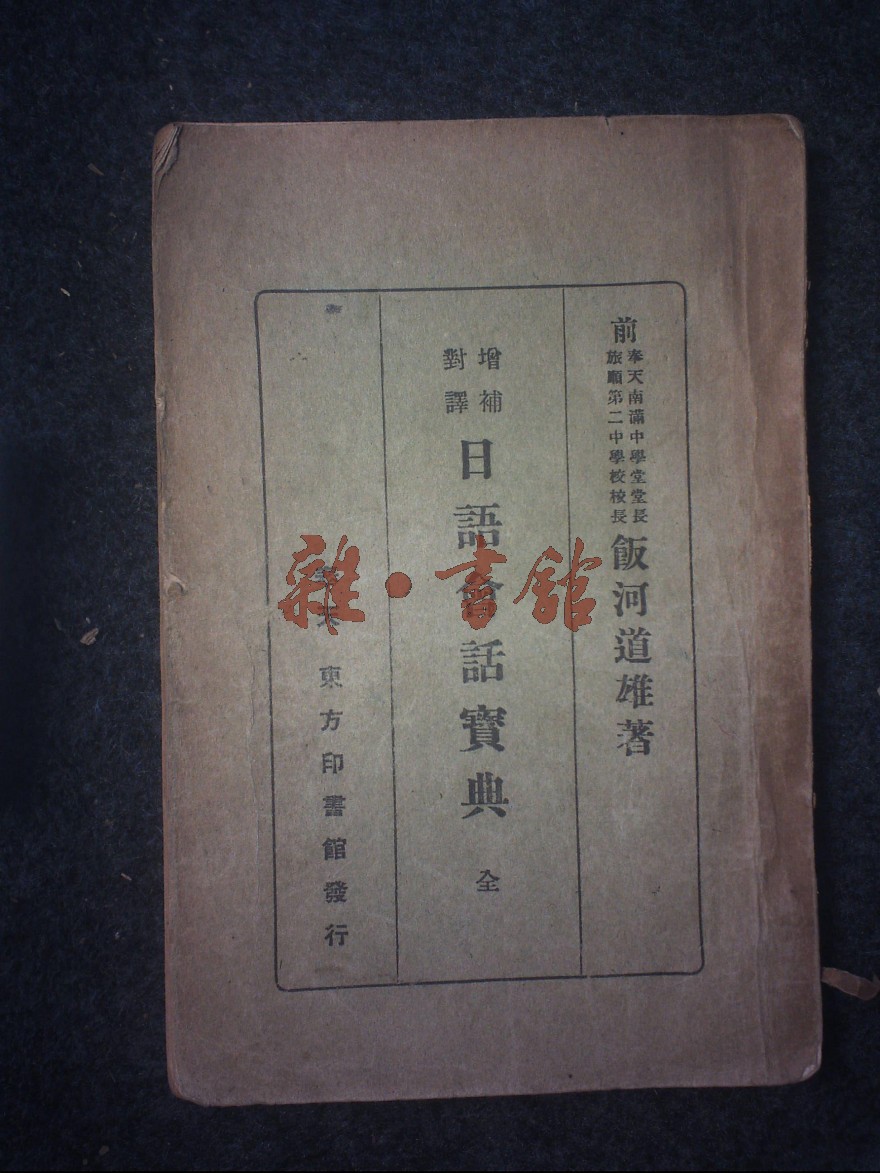 前
奉天南滿中學堂堂長
旅順第二中學校校長
飯河道雄著
增補
對譯
日語會話寶典
全
奉天 東方印書館發行
雜·書館